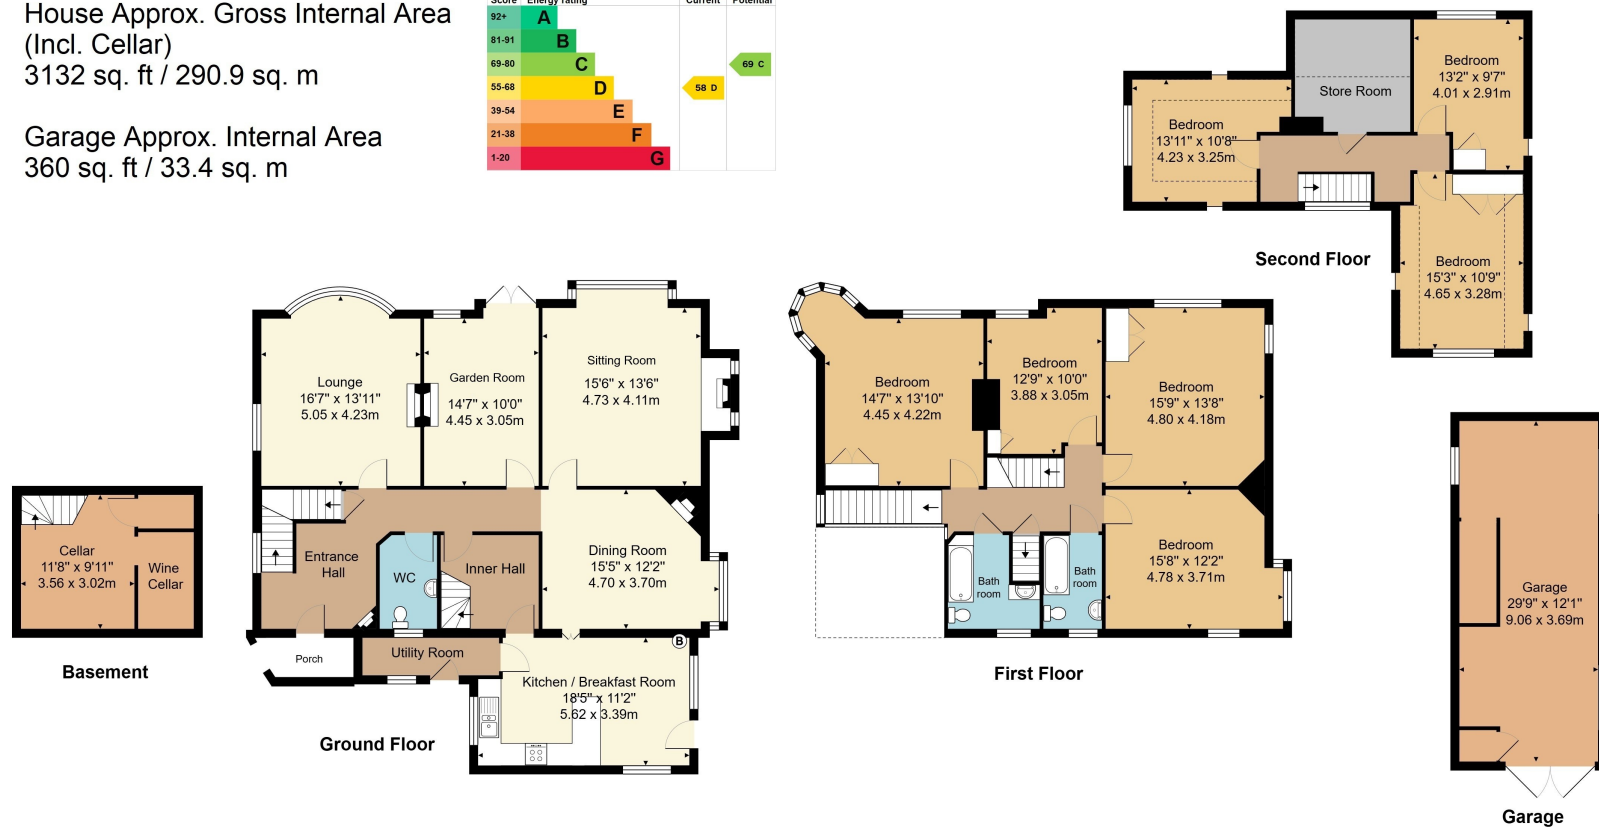 House Approx. Gross Internal Area
(Incl. Cellar)
3132 sq. ft / 290.9 sq. m
Garage Approx. Internal Area
360 sq. ft / 33.4 sq. m
Score Energy rating Current Potential
92+ A
81-91 B
69-80 C 69 C
55-68 D 58 D
39-54 E
21-38 F
1-20 G
Store Room
Bedroom
13'2" x 9'7"
4.01 x 2.91m
Bedroom
13'11" x 10'8"
4.23 x 3.25m
Bedroom
15'3" x 10'9"
4.65 x 3.28m
Second Floor
Lounge
16'7" x 13'11"
5.05 x 4.23m
Garden Room
14'7" x 10'0"
4.45 x 3.05m
Sitting Room
15'6" x 13'6"
4.73 x 4.11m
Entrance
Hall
WC
Inner Hall
Dining Room
15'5" x 12'2"
4.70 x 3.70m
Porch
Utility Room
B
Kitchen / Breakfast Room
18'5" x 11'2"
5.62 x 3.39m
Ground Floor
Cellar
11'8" x 9'11"
3.56 x 3.02m
Wine
Cellar
Basement
Bedroom
14'7" x 13'10"
4.45 x 4.22m
Bedroom
12'9" x 10'0"
3.88 x 3.05m
Bedroom
15'9" x 13'8"
4.80 x 4.18m
Bath
room
Bath
room
Bedroom
15'8" x 12'2"
4.78 x 3.71m
First Floor
Garage
29'9" x 12'1"
9.06 x 3.69m
Garage